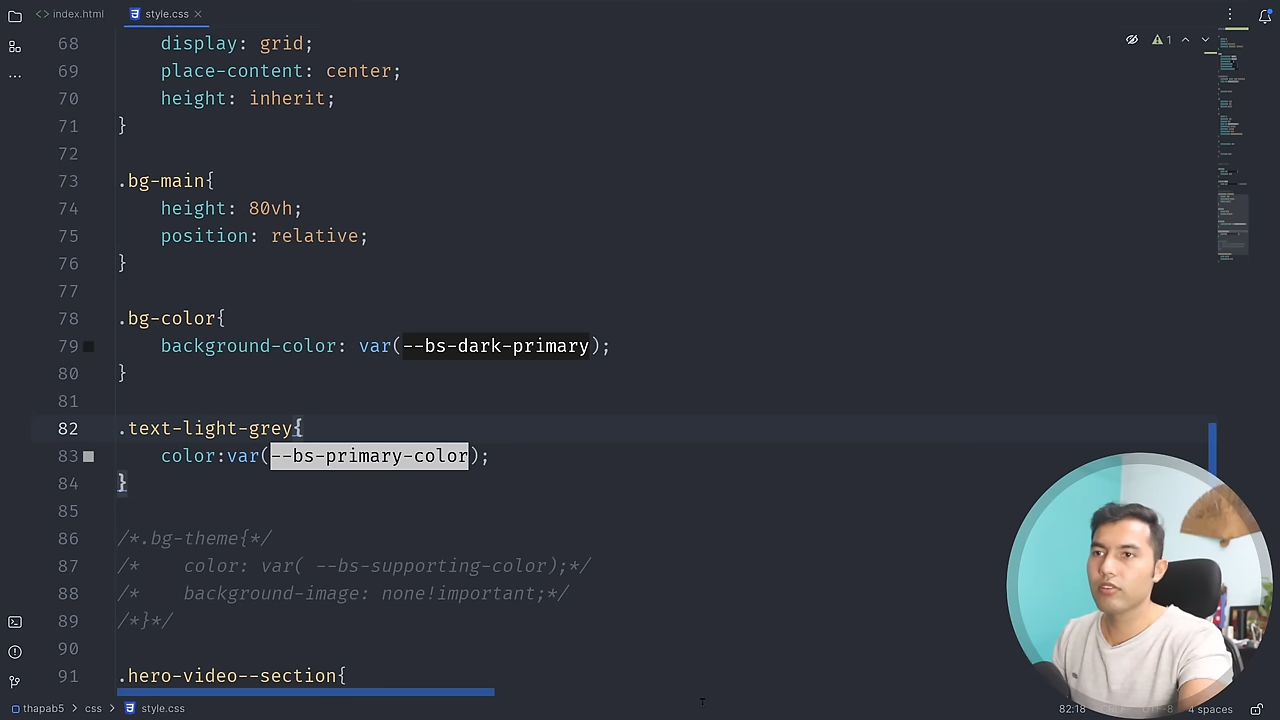 index.html
style.css
1
68 display: grid;
69 place-content: center;
70 height: inherit;
71 }
72
73 .bg-main{
74 height: 80vh;
75 position: relative;
76 }
77
78 .bg-color{
79 background-color: var(--bs-dark-primary);
80 }
81
82 .text-light-grey{
83 color:var(--bs-primary-color);
84 }
85
86 /*.bg-theme{*/
87 /* color: var( --bs-supporting-color);*/
88 /* background-image: none!important;*/
89 /*}*/
90
91 .hero-video--section{
thapab5 > css > style.css
82:18
4 spaces